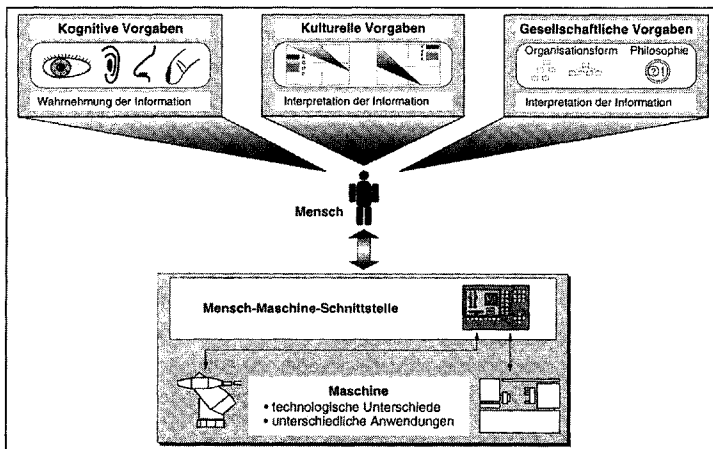 Kognitive Vorgaben
Wahrnehmung der Information
Kulturelle Vorgaben
Interpretation der Information
Gesellschaftliche Vorgaben
Organisationsform Philosophie
?!
Interpretation der Information
Mensch
Mensch-Maschine-Schnittstelle
Maschine
• technologische Unterschiede
• unterschiedliche Anwendungen